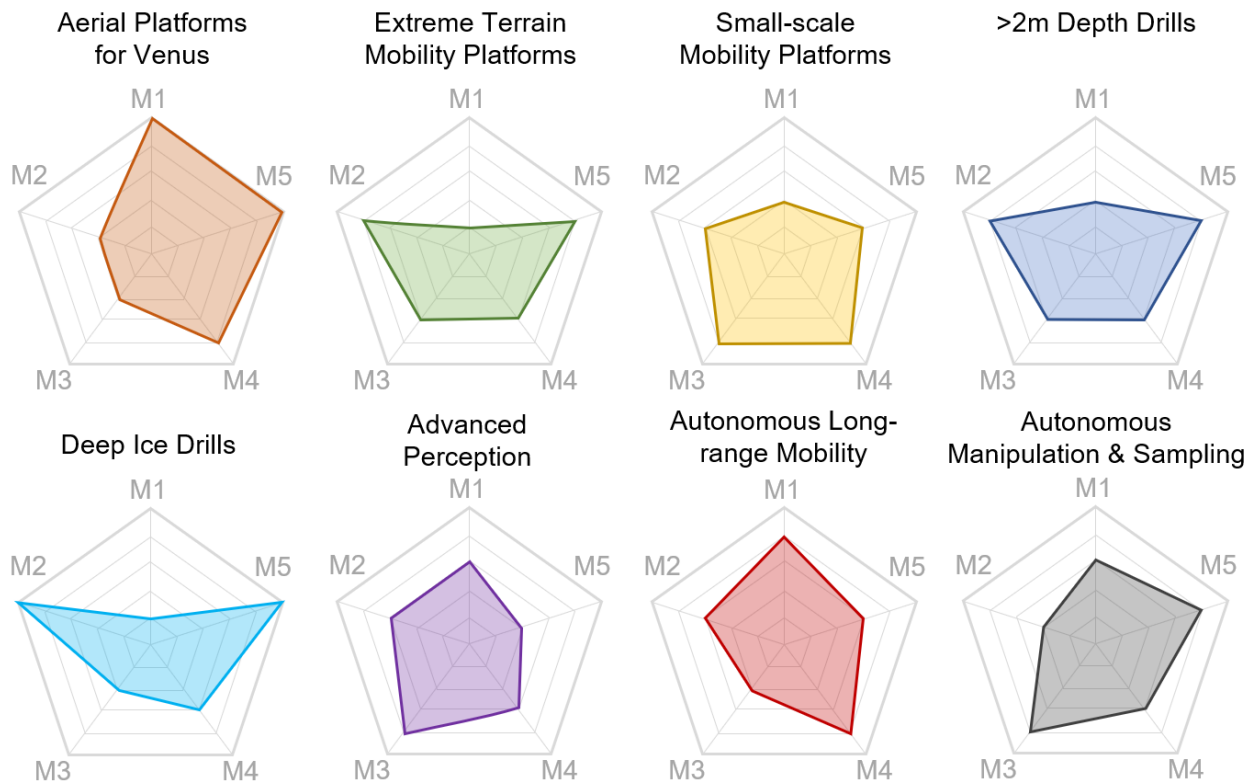 Aerial Platforms
for Venus
M1
M2
M5
M3
M4
Extreme Terrain
Mobility Platforms
M1
M2
M5
M3
M4
Small-scale
Mobility Platforms
M1
M2
M5
M3
M4
>2m Depth Drills
M1
M2
M5
M3
M4
Deep Ice Drills
M1
M2
M5
M3
M4
Advanced
Perception
M1
M2
M5
M3
M4
Autonomous Long-
range Mobility
M1
M2
M5
M3
M4
Autonomous
Manipulation & Sampling
M1
M2
M5
M3
M4